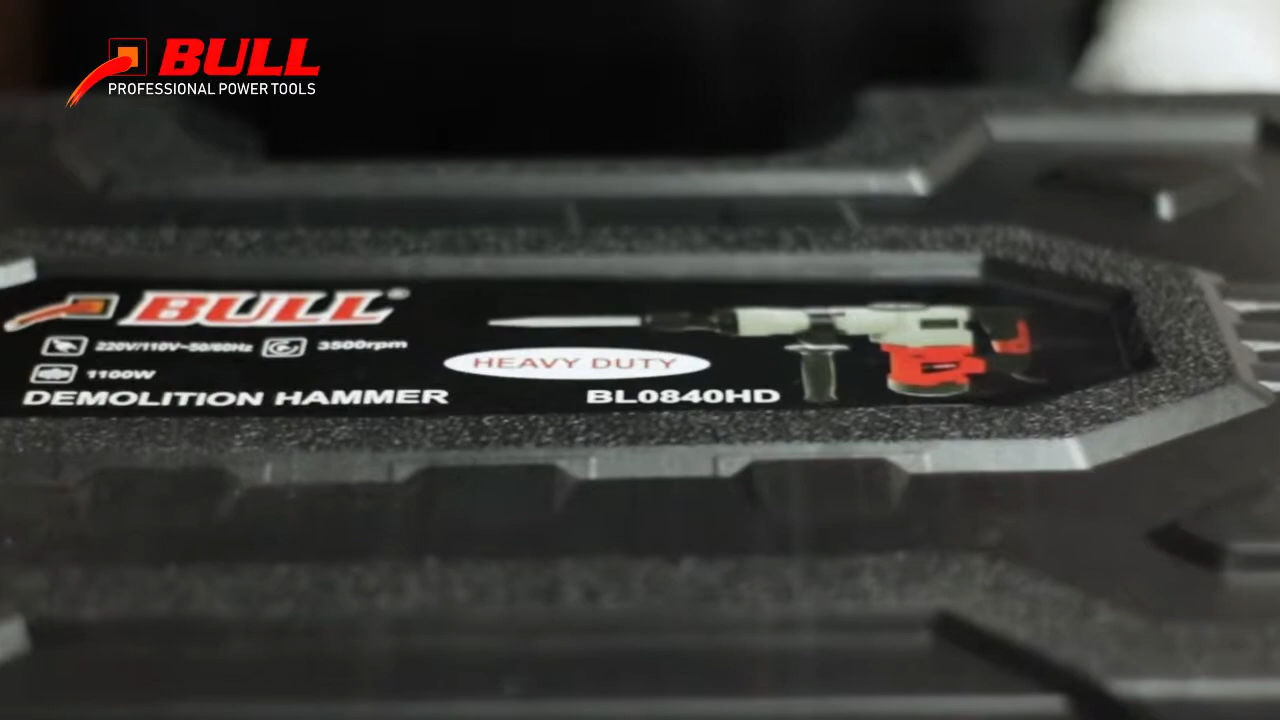 BULL
PROFESSIONAL POWER TOOLS
BULL®
220V/110V~50/60Hz 3500rpm
1100W
HEAVY DUTY
DEMOLITION HAMMER BL0840HD